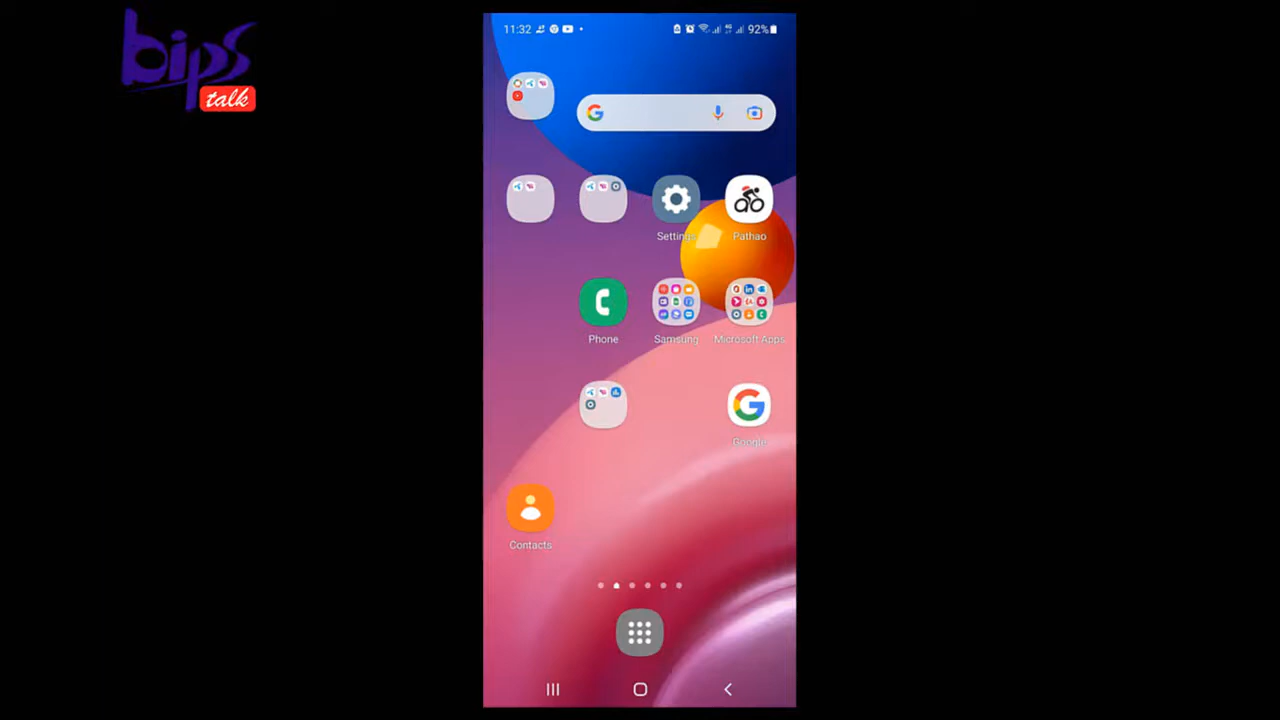 bips
talk
11:32
92%
Settings
Pathao
Phone
Samsung
Microsoft Apps
Google
Contacts